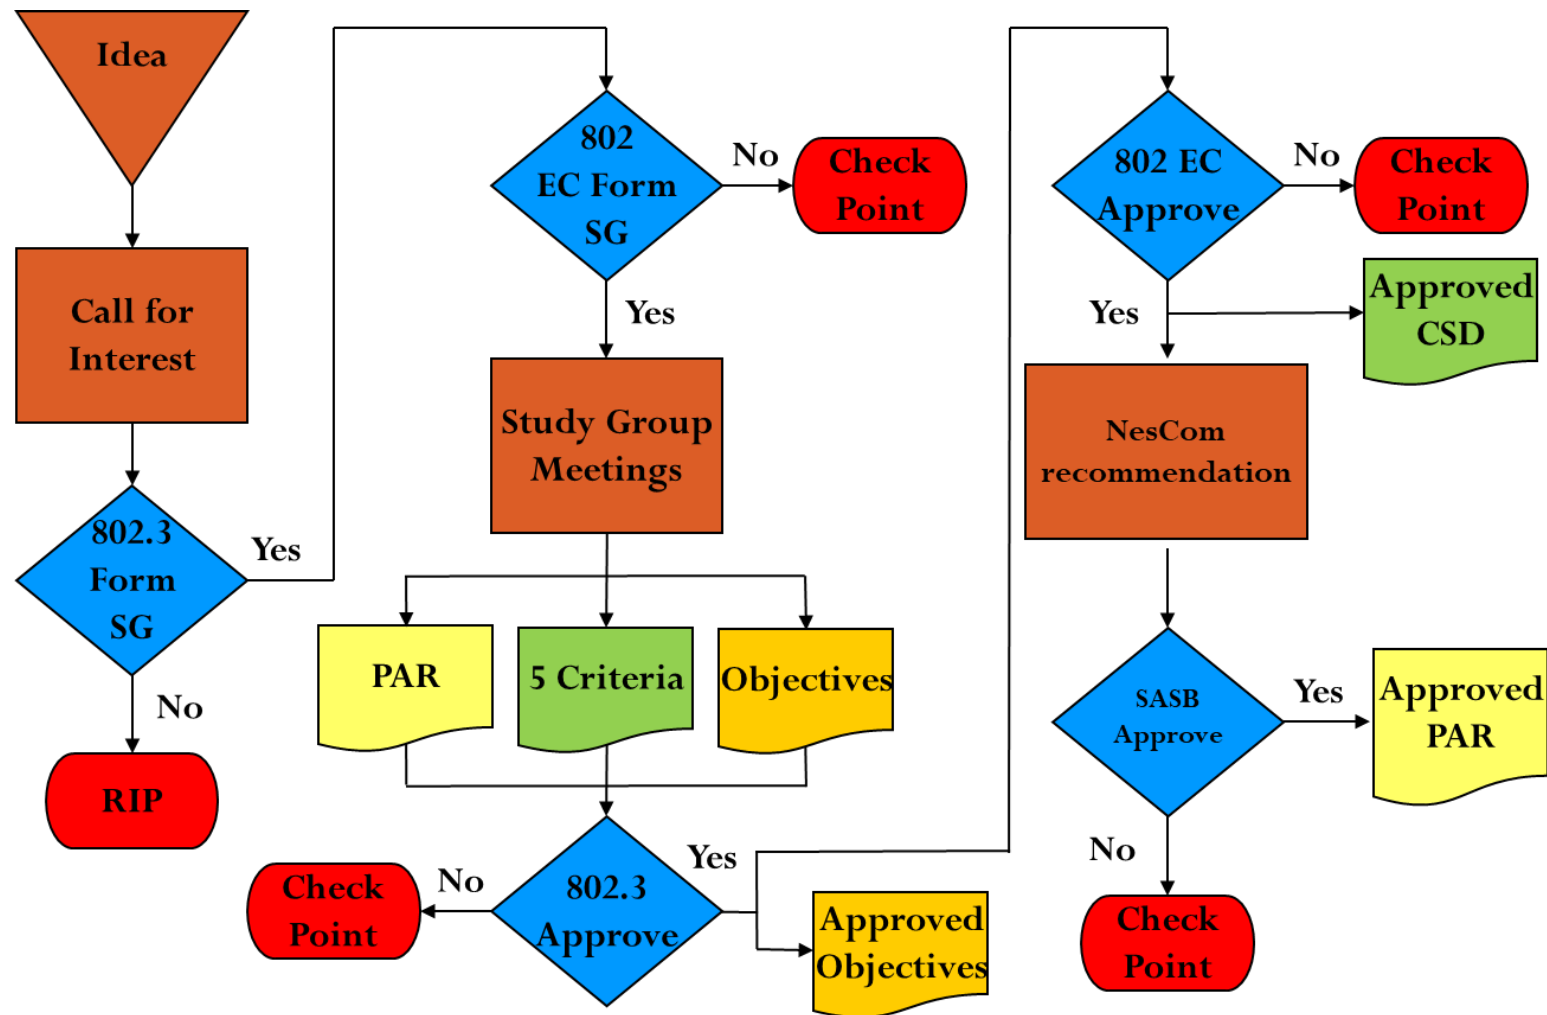 Idea
Call for
Interest
802.3
Form
SG
Yes
No
RIP
802
EC Form
SG
No
Check
Point
Yes
Study Group
Meetings
PAR
5 Criteria
Objectives
802.3
Approve
No
Check
Point
Yes
Approved
Objectives
802 EC
Approve
No
Check
Point
Yes
Approved
CSD
NesCom
recommendation
SASB
Approve
Yes
Approved
PAR
No
Check
Point